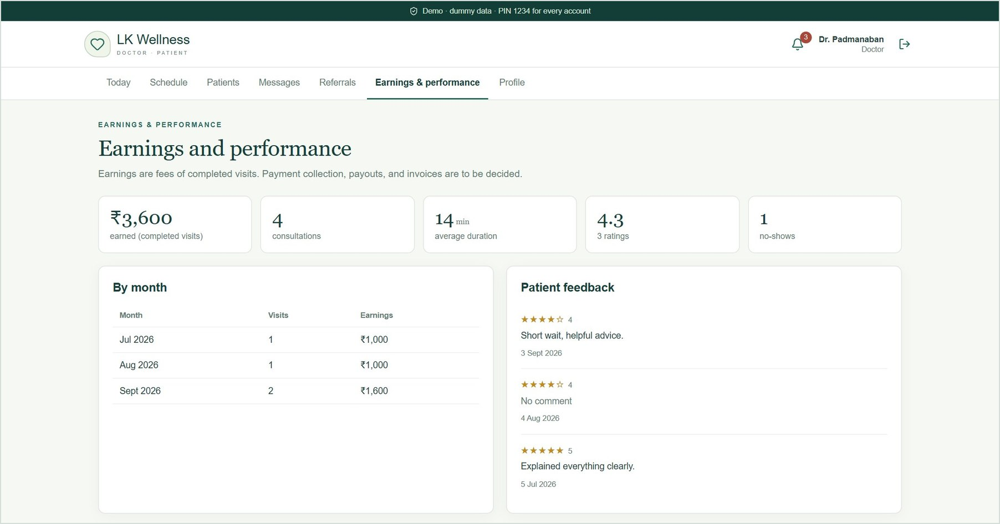 Demo · dummy data · PIN 1234 for every account
LK Wellness
DOCTOR · PATIENT
3
Dr. Padmanaban
Doctor
Today Schedule Patients Messages Referrals Earnings & performance Profile
EARNINGS & PERFORMANCE
Earnings and performance
Earnings are fees of completed visits. Payment collection, payouts, and invoices are to be decided.
₹3,600
earned (completed visits)
4
consultations
14 min
average duration
4.3
3 ratings
1
no-shows
By month
Month Visits Earnings
Jul 2026 1 ₹1,000
Aug 2026 1 ₹1,000
Sept 2026 2 ₹1,600
Patient feedback
★★★★☆ 4
Short wait, helpful advice.
3 Sept 2026
★★★★☆ 4
No comment
4 Aug 2026
★★★★★ 5
Explained everything clearly.
5 Jul 2026